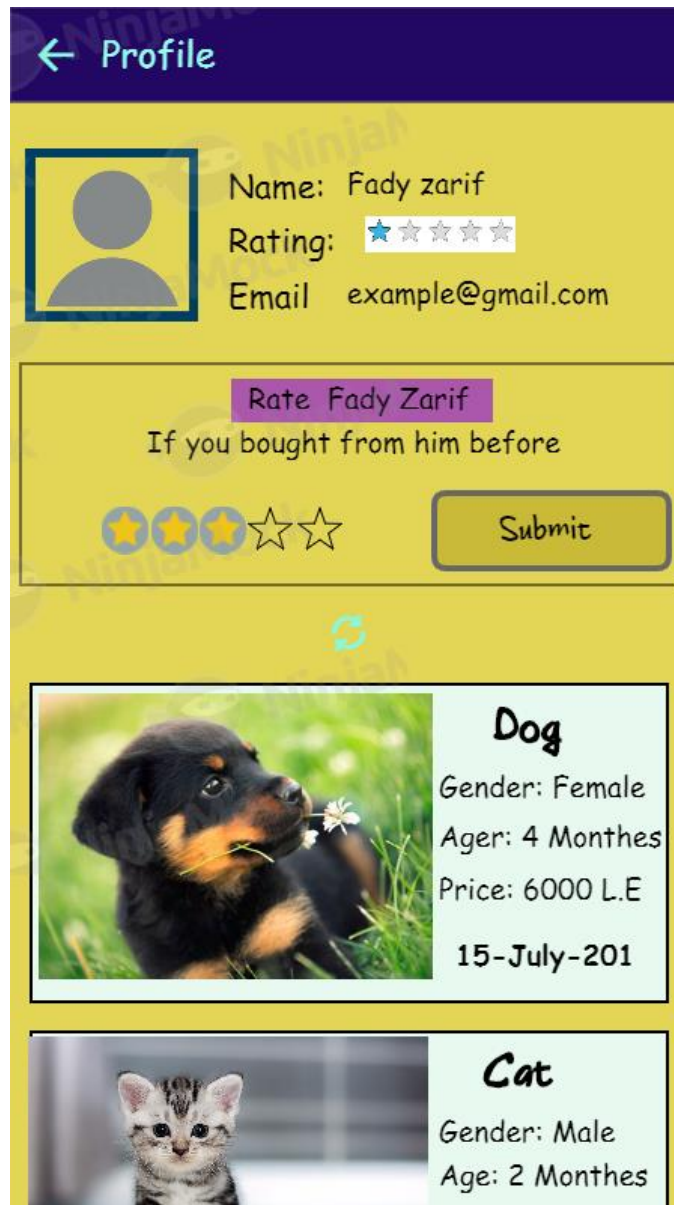 Profile
Name: Fady zarif
Rating:
Email example@gmail.com
Rate Fady Zarif
If you bought from him before
Submit
Dog
Gender: Female
Ager: 4 Monthes
Price: 6000 L.E
15-July-201
Cat
Gender: Male
Age: 2 Monthes
NinjaMock